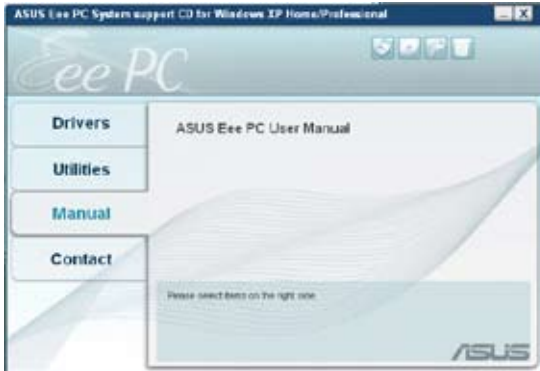 ASUS Eee PC System support CD for Windows XP Home/Professional
Eee PC
Drivers
Utilities
Manual
Contact
ASUS Eee PC User Manual
Please select items on the right side
ASUS